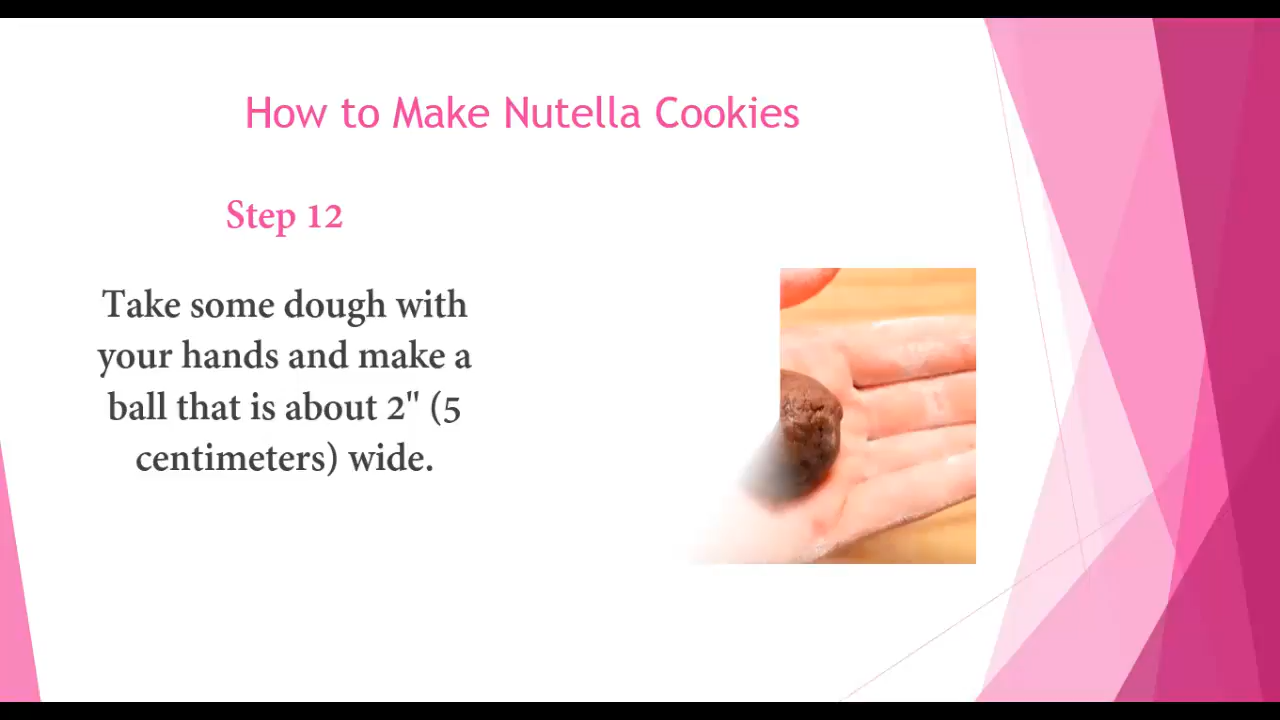 How to Make Nutella Cookies
Step 12
Take some dough with
your hands and make a
ball that is about 2" (5
centimeters) wide.